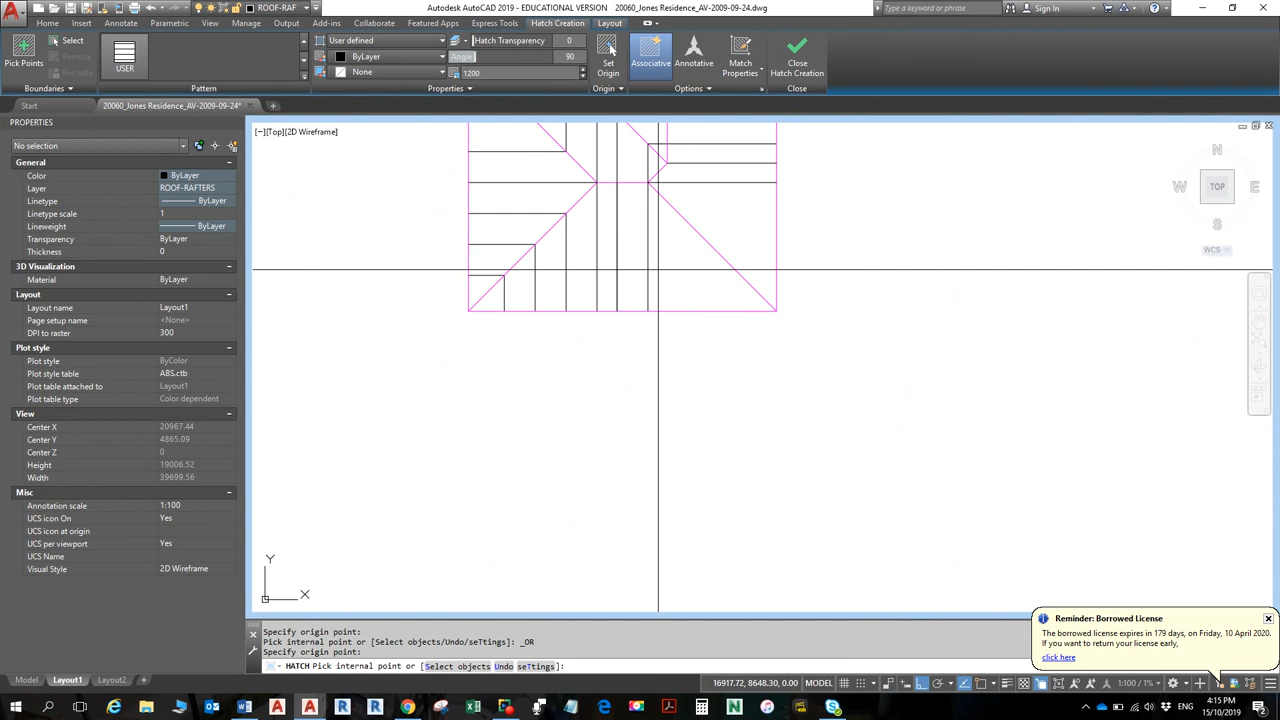 ROOF-RAF
Autodesk AutoCAD 2019 - EDUCATIONAL VERSION 20060_Jones Residence_AV-2009-09-24.dwg
Type a keyword or phrase
Sign In
Home Insert Annotate Parametric View Manage Output Add-ins Collaborate Featured Apps Express Tools Hatch Creation Layout
Pick Points
Select
Remove
Recreate
USER
User defined
ByLayer
None
Hatch Transparency 0
Angle 90
1200
Set Origin
Associative
Annotative
Match Properties
Close Hatch Creation
Boundaries Pattern Properties Origin Options Close
Start 20060_Jones Residence_AV-2009-09-24*
PROPERTIES
[−][Top][2D Wireframe]
No selection
General
Color ByLayer
Layer ROOF-RAFTERS
Linetype ByLayer
Linetype scale 1
Lineweight ByLayer
Transparency ByLayer
Thickness 0
3D Visualization
Material ByLayer
Layout
Layout name Layout1
Page setup name <None>
DPI to raster 300
Plot style
Plot style ByColor
Plot style table ABS.ctb
Plot table attached to Layout1
Plot table type Color dependent
View
Center X 20967.44
Center Y 4865.09
Center Z 0
Height 19006.52
Width 39699.56
Misc
Annotation scale 1:100
UCS icon On Yes
UCS icon at origin
UCS per viewport Yes
UCS Name
Visual Style 2D Wireframe
N
W TOP E
S
WCS
Y
X
Specify origin point:
Pick internal point or [Select objects/Undo/seTtings]: _OR
Specify origin point:
HATCH Pick internal point or [Select objects Undo seTtings]:
Reminder: Borrowed License
The borrowed license expires in 179 days, on Friday, 10 April 2020.
If you want to return your license early,
click here
Model Layout1 Layout2
16917.72, 8648.30, 0.00 MODEL
1:100 / 1%
ENG
4:15 PM
15/10/2019